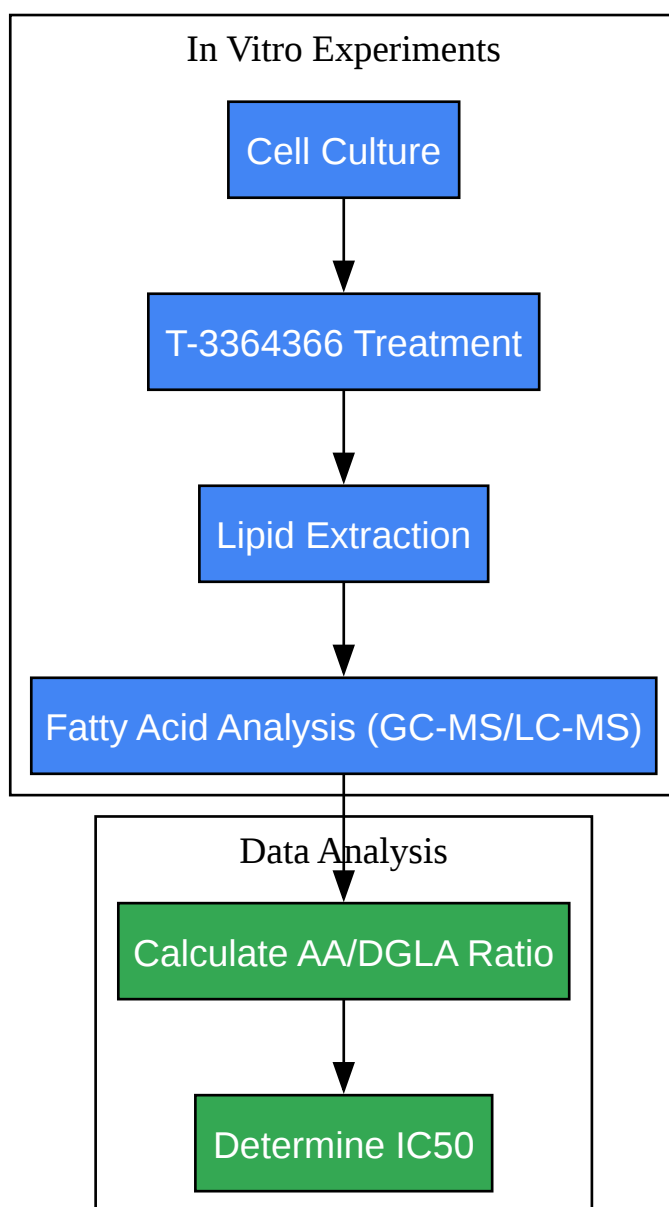 In Vitro Experiments
Cell Culture
T-3364366 Treatment
Lipid Extraction
Fatty Acid Analysis (GC-MS/LC-MS)
Data Analysis
Calculate AA/DGLA Ratio
Determine IC50